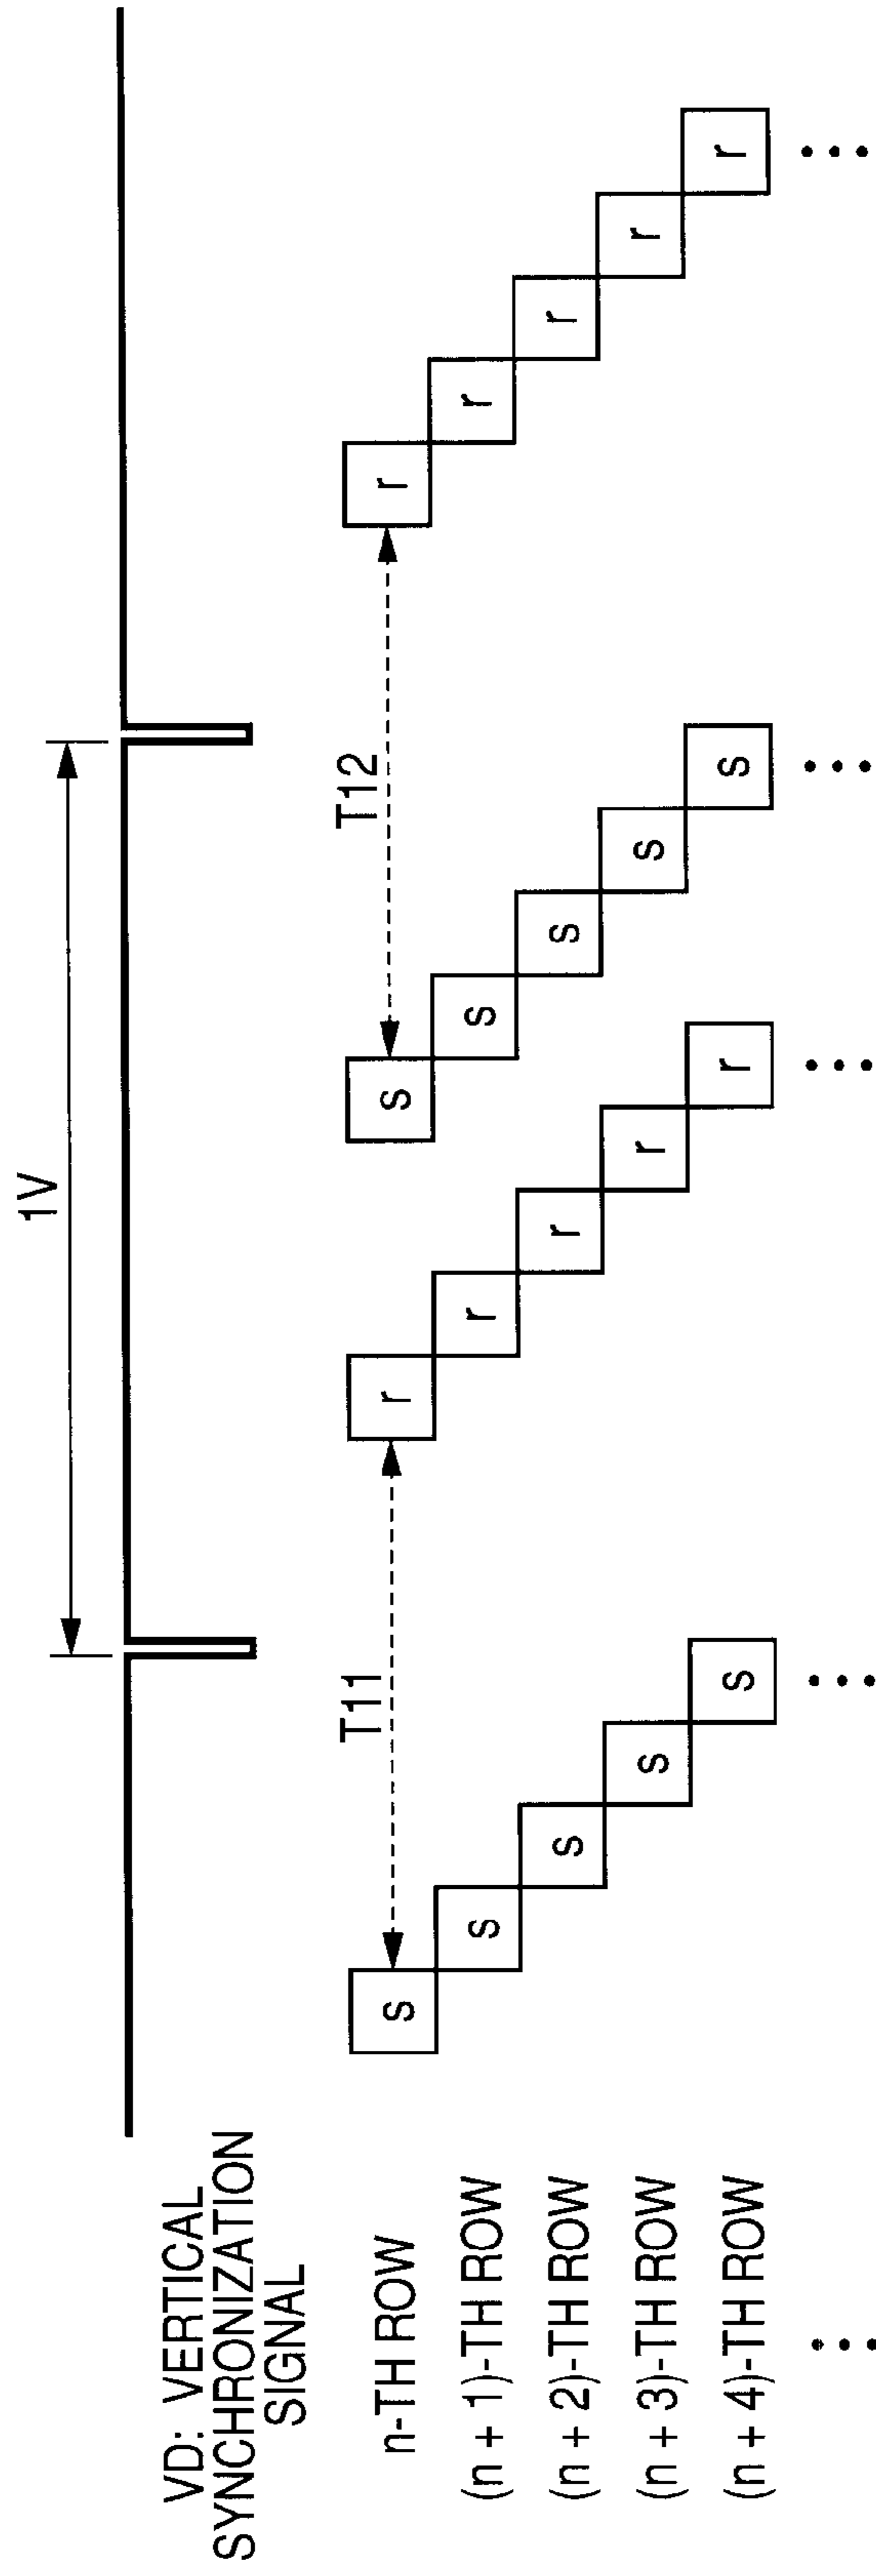 1V
VD: VERTICAL
SYNCHRONIZATION
SIGNAL
T11
T12
n-TH ROW
s
r
s
r
(n + 1)-TH ROW
s
r
s
r
(n + 2)-TH ROW
s
r
s
r
(n + 3)-TH ROW
s
r
s
r
(n + 4)-TH ROW
s
r
s
r